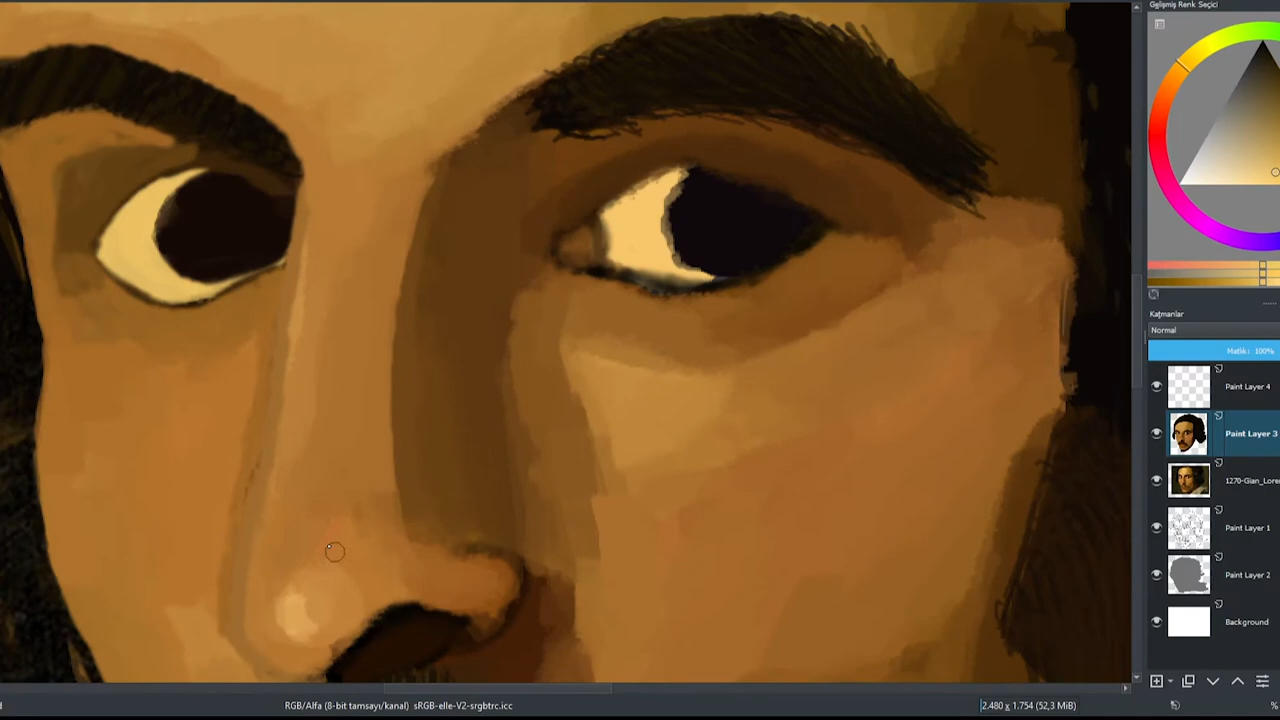 Gelişmiş Renk Seçici
Katmanlar
Normal
Matlık: 100%
Paint Layer 4
Paint Layer 3
1270-Gian_Lore
Paint Layer 1
Paint Layer 2
Background
RGB/Alfa (8-bit tamsayı/kanal) sRGB-elle-V2-srgbtrc.icc
2.480 x 1.754 (52,3 MiB)
%